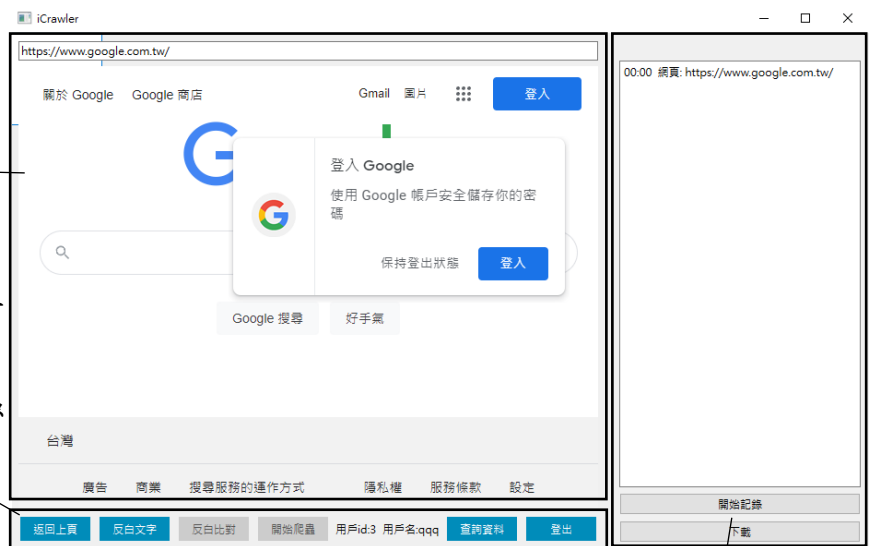 iCrawler
https://www.google.com.tw/
關於 Google Google 商店 Gmail 圖片 登入
登入 Google
使用 Google 帳戶安全儲存你的密
碼
保持登出狀態 登入
Google 搜尋 好手氣
台灣
廣告 商業 搜尋服務的運作方式 隱私權 服務條款 設定
返回上頁 反白文字 反白比對 開始爬蟲 用戶id:3 用戶名:qqq 查詢資料 登出
00:00 網頁: https://www.google.com.tw/
開始記錄
下載